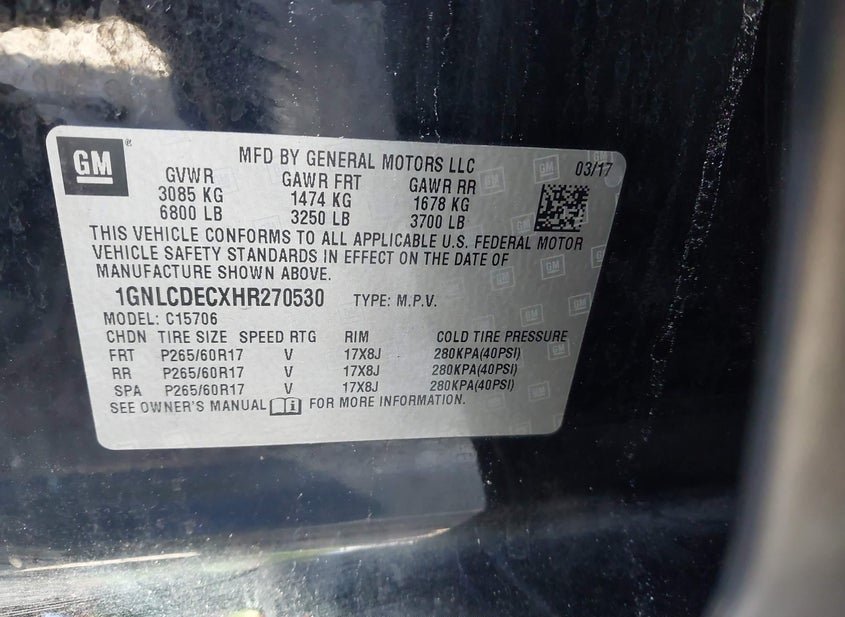 GM
MFD BY GENERAL MOTORS LLC 03/17
GVWR GAWR FRT GAWR RR
3085 KG 1474 KG 1678 KG
6800 LB 3250 LB 3700 LB
THIS VEHICLE CONFORMS TO ALL APPLICABLE U.S. FEDERAL MOTOR
VEHICLE SAFETY STANDARDS IN EFFECT ON THE DATE OF
MANUFACTURE SHOWN ABOVE.
1GNLCDECXHR270530 TYPE: M.P.V.
MODEL: C15706
CHDN TIRE SIZE SPEED RTG RIM COLD TIRE PRESSURE
FRT P265/60R17 V 17X8J 280KPA(40PSI)
RR P265/60R17 V 17X8J 280KPA(40PSI)
SPA P265/60R17 V 17X8J 280KPA(40PSI)
SEE OWNER'S MANUAL FOR MORE INFORMATION.